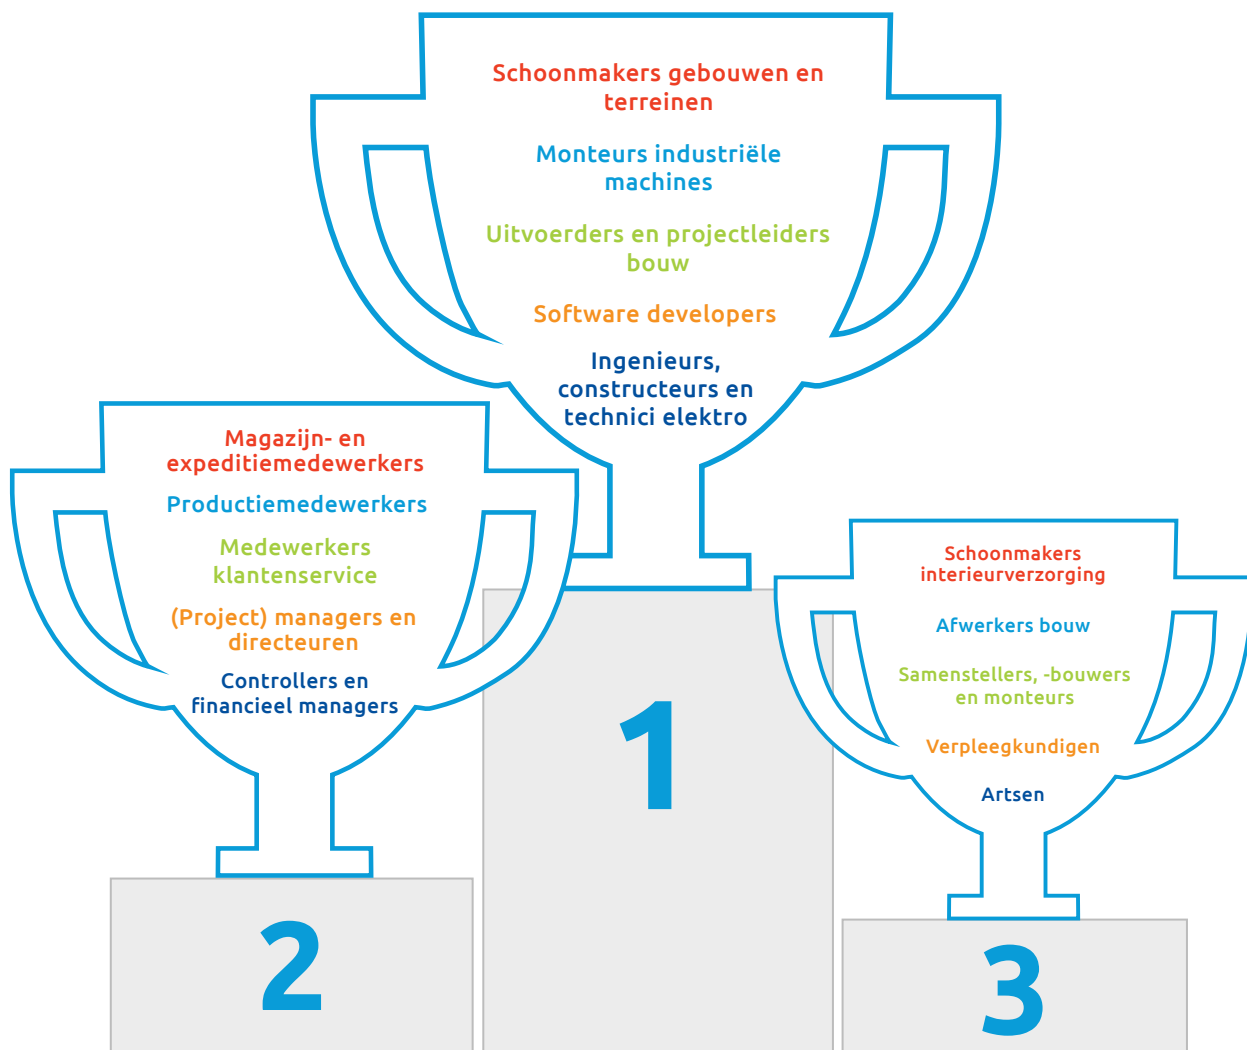 Schoonmakers gebouwen en
terreinen
Monteurs industriële
machines
Uitvoerders en projectleiders
bouw
Software developers
Ingenieurs,
constructeurs en
technici elektro
1
Magazijn- en
expeditiemedewerkers
Productiemedewerkers
Medewerkers
klantenservice
(Project) managers en
directeuren
Controllers en
financieel managers
2
Schoonmakers
interieurverzorging
Afwerkers bouw
Samenstellers, -bouwers
en monteurs
Verpleegkundigen
Artsen
3